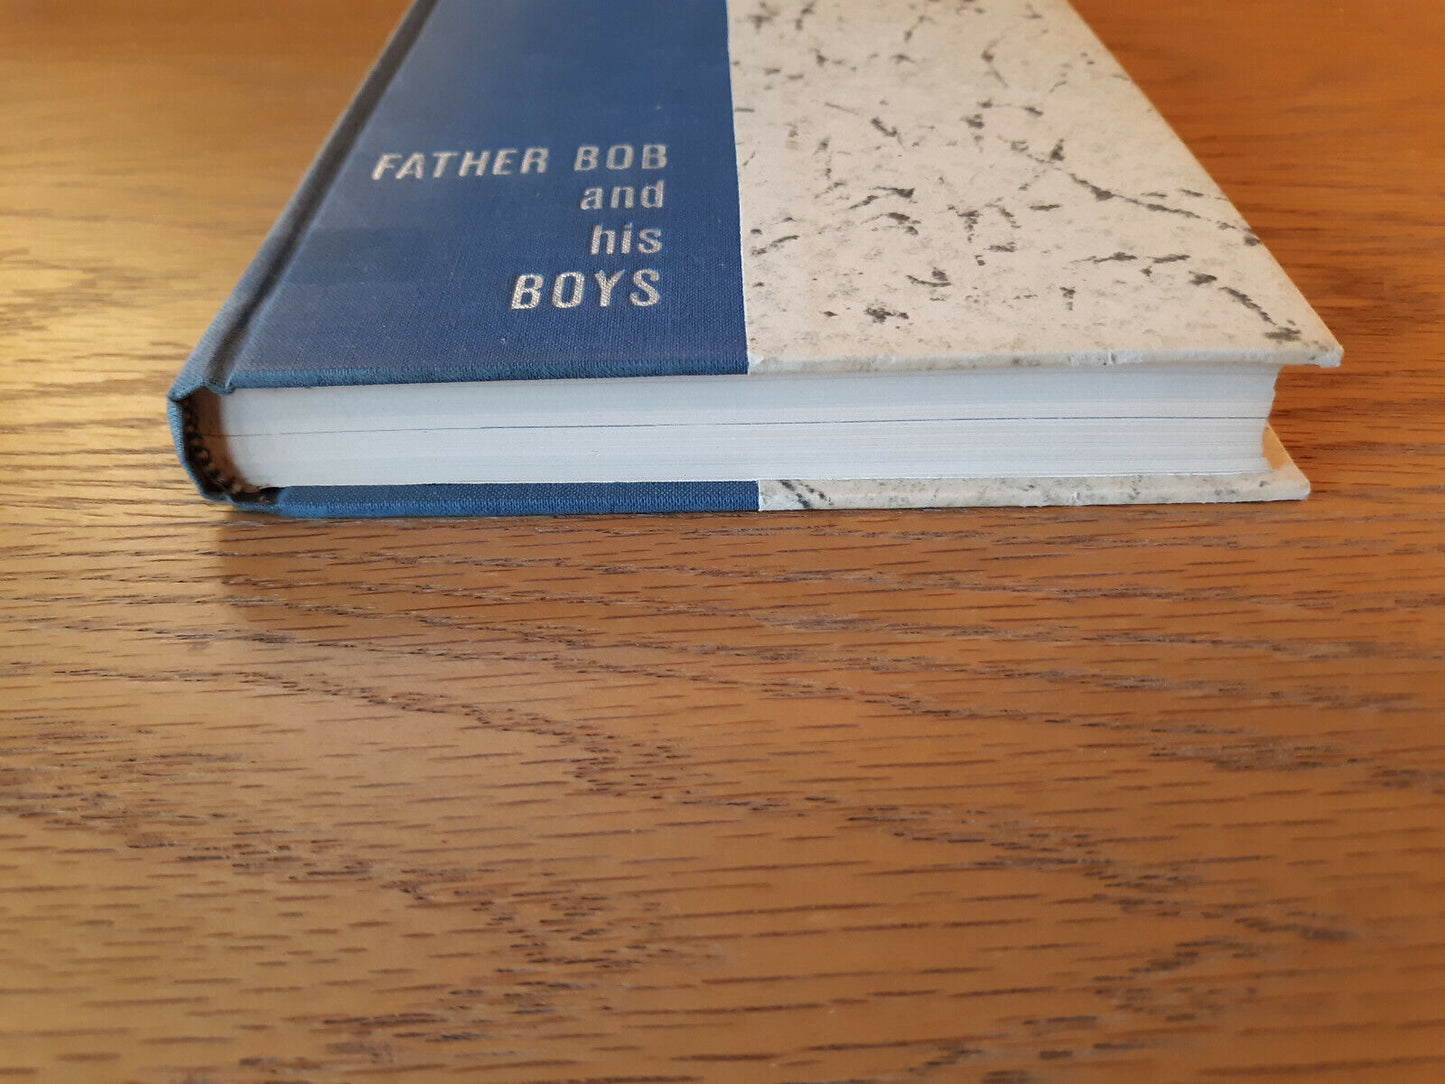 FATHER BOB
and
his
BOYS